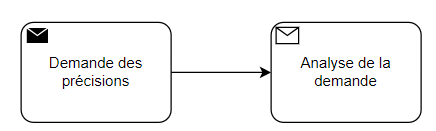 Demande des
précisions
Analyse de la
demande